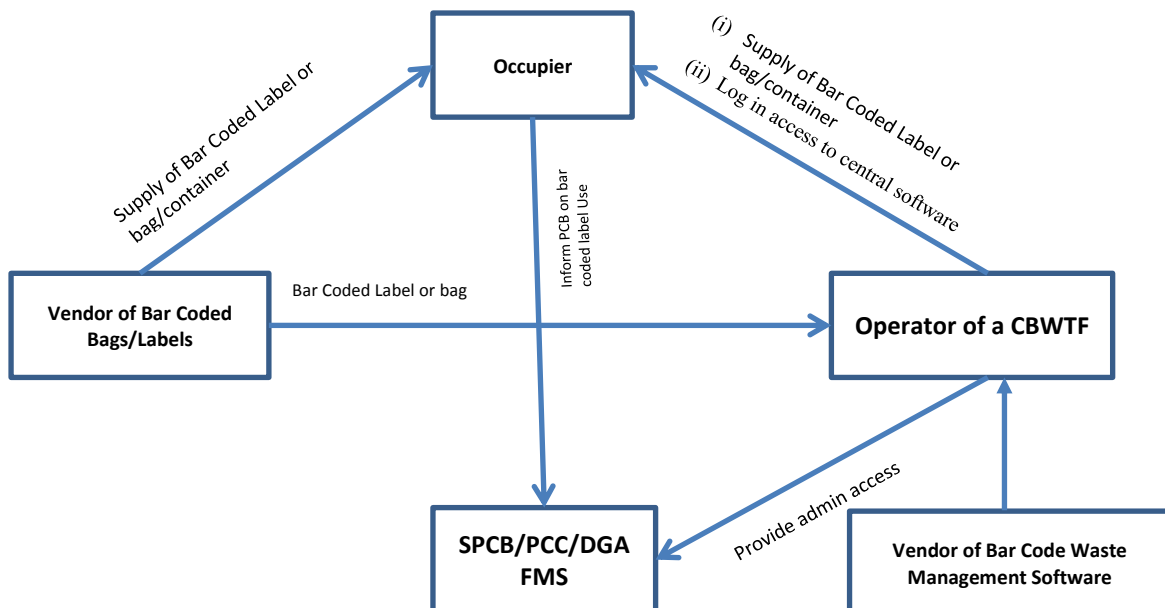 Occupier
(i) Supply of Bar Coded Label or
bag/container
(ii) Log in access to central software
Supply of Bar Coded Label or
bag/container
Inform PCB on bar
coded label Use
Vendor of Bar Coded
Bags/Labels
Bar Coded Label or bag
Operator of a CBWTF
Provide admin access
SPCB/PCC/DGA
FMS
Vendor of Bar Code Waste
Management Software